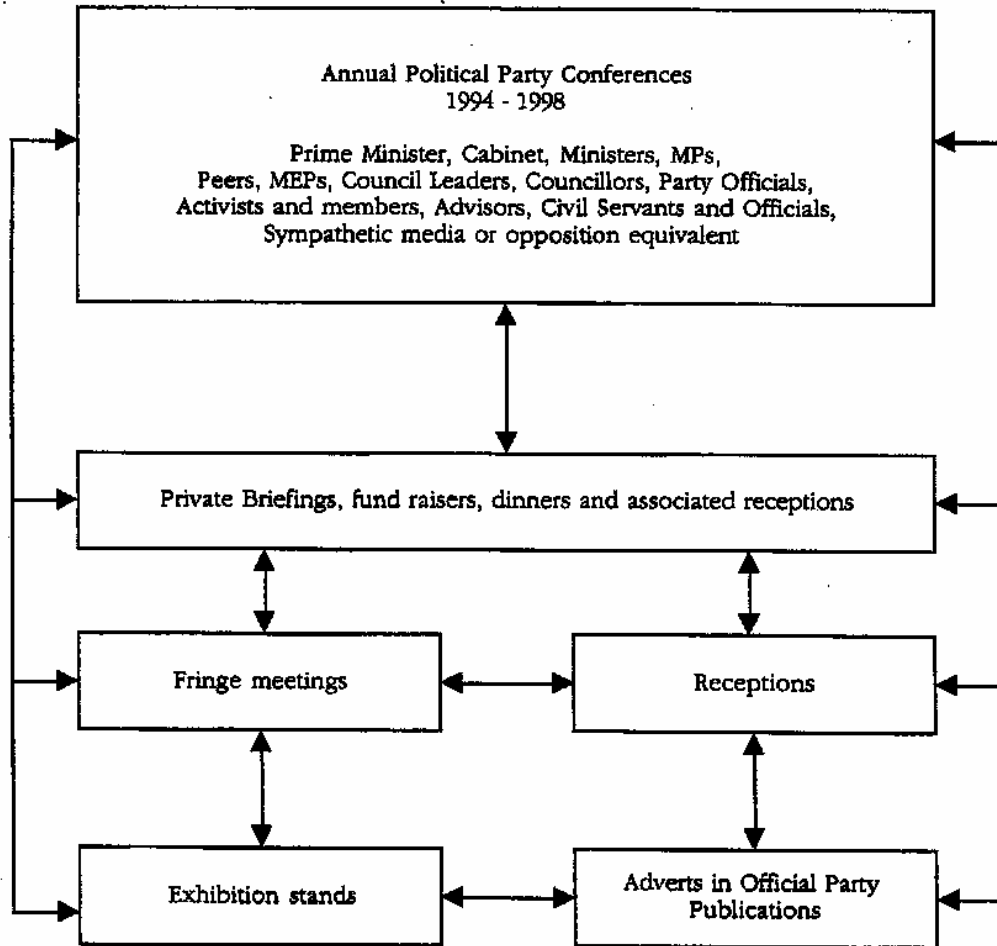 Annual Political Party Conferences
1994 - 1998
Prime Minister, Cabinet, Ministers, MPs,
Peers, MEPs, Council Leaders, Councillors, Party Officials,
Activists and members, Advisors, Civil Servants and Officials,
Sympathetic media or opposition equivalent
Private Briefings, fund raisers, dinners and associated receptions
Fringe meetings
Receptions
Exhibition stands
Adverts in Official Party
Publications